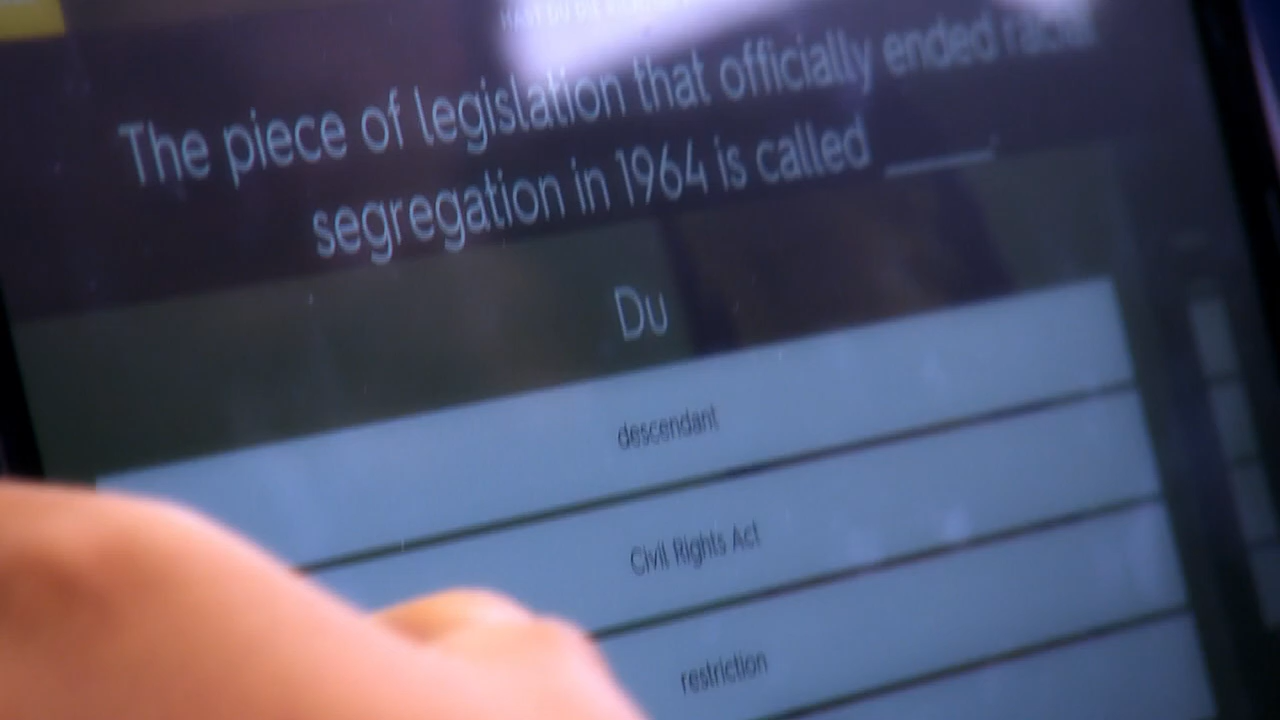 The piece of legislation that officially ended racial
segregation in 1964 is called _____.
Du
descendant
Civil Rights Act
restriction